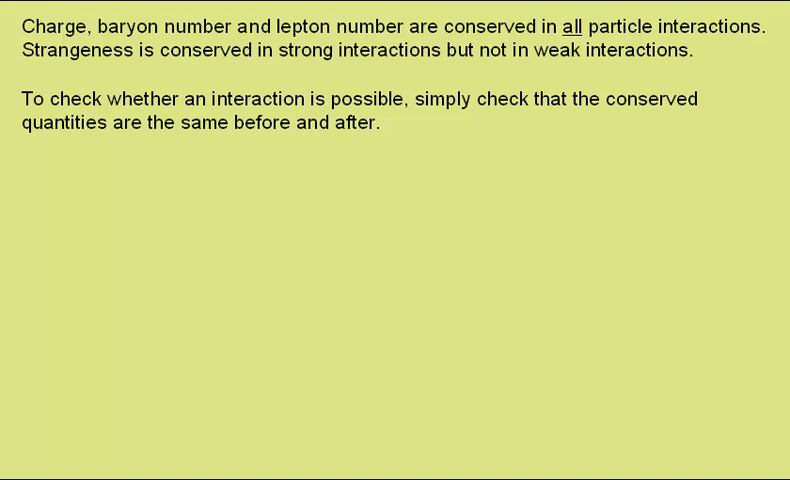 Charge, baryon number and lepton number are conserved in all particle interactions.
Strangeness is conserved in strong interactions but not in weak interactions.
To check whether an interaction is possible, simply check that the conserved
quantities are the same before and after.